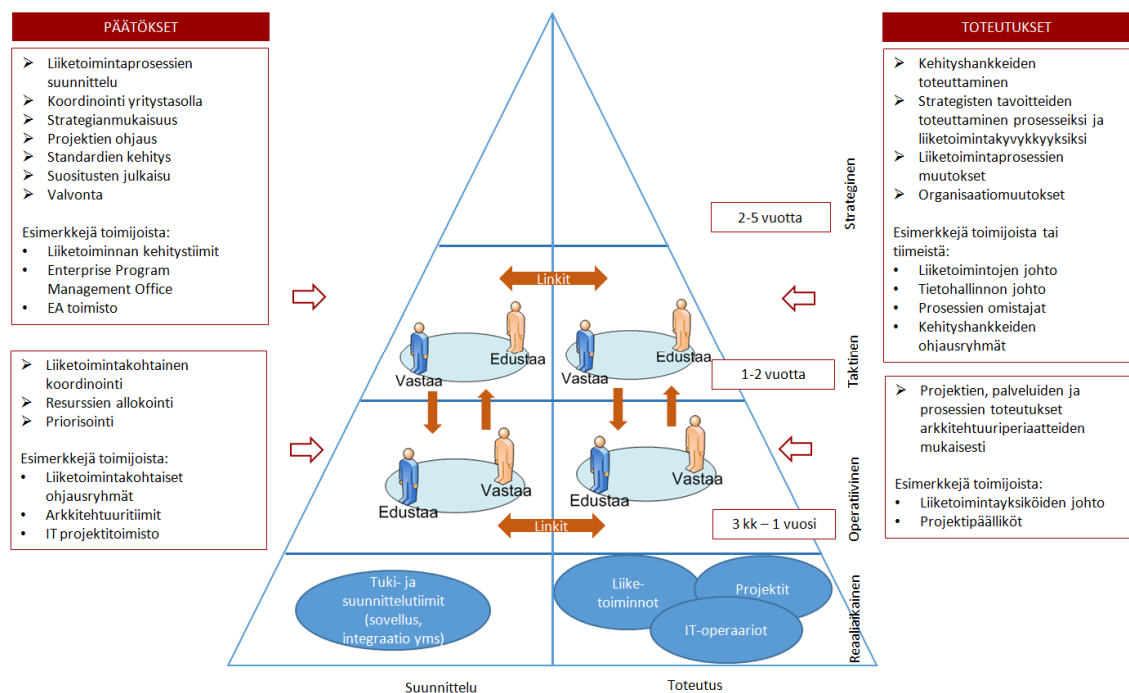 PÄÄTÖKSET
Liiketoimintaprosessien
suunnittelu
Koordinointi yritystasolla
Strategianmukaisuus
Projektien ohjaus
Standardien kehitys
Suositusten julkaisu
Valvonta
Esimerkkejä toimijoista:
Liiketoiminnan kehitystiimit
Enterprise Program
Management Office
EA toimisto
Liiketoimintakohtainen
koordinointi
Resurssien allokointi
Priorisointi
Esimerkkejä toimijoista:
Liiketoimintakohtaiset
ohjausryhmät
Arkkitehtuuritiimit
IT projektitoimisto
2-5 vuotta
Strateginen
Linkit
Vastaa
Edustaa
Vastaa
Edustaa
1-2 vuotta
Taktinen
Edustaa
Vastaa
Edustaa
Vastaa
Linkit
3 kk – 1 vuosi
Operatiivinen
Tuki- ja
suunnittelutiimit
(sovellus,
integraatio yms)
Liike-
toiminnot
Projektit
IT-operaariot
Reaaliaikainen
Suunnittelu
Toteutus
TOTEUTUKSET
Kehityshankkeiden
toteuttaminen
Strategisten tavoitteiden
toteuttaminen prosesseiksi ja
liiketoimintakyvykkyyksiksi
Liiketoimintaprosessien
muutokset
Organisaatiomuutokset
Esimerkkejä toimijoista tai
tiimeistä:
Liiketoimintojen johto
Tietohallinnon johto
Prosessien omistajat
Kehityshankkeiden
ohjausryhmät
Projektien, palveluiden ja
prosessien toteutukset
arkkitehtuuriperiaatteiden
mukaisesti
Esimerkkejä toimijoista:
Liiketoimintayksiköiden johto
Projektipäälliköt